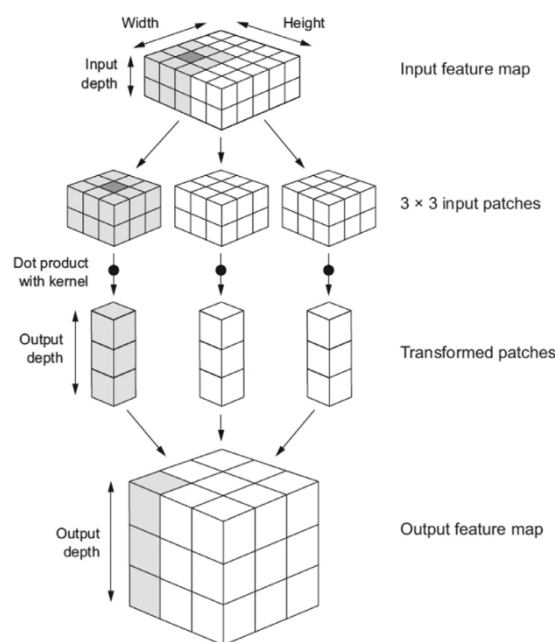 Width
Height
Input
depth
Input feature map
3 × 3 input patches
Dot product
with kernel
Output
depth
Transformed patches
Output
depth
Output feature map